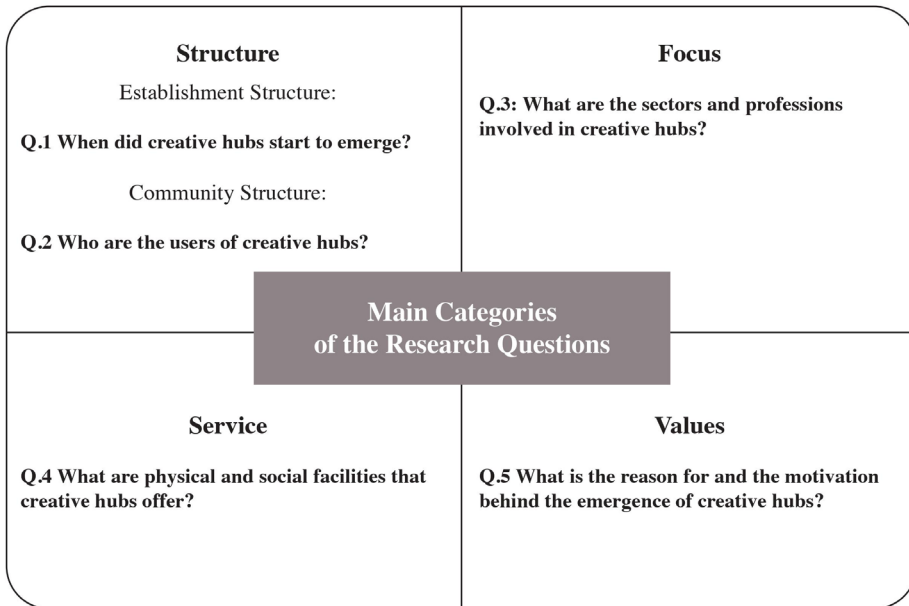 Structure
Establishment Structure:
Q.1 When did creative hubs start to emerge?
Community Structure:
Q.2 Who are the users of creative hubs?
Focus
Q.3: What are the sectors and professions
involved in creative hubs?
Main Categories
of the Research Questions
Service
Q.4 What are physical and social facilities that
creative hubs offer?
Values
Q.5 What is the reason for and the motivation
behind the emergence of creative hubs?